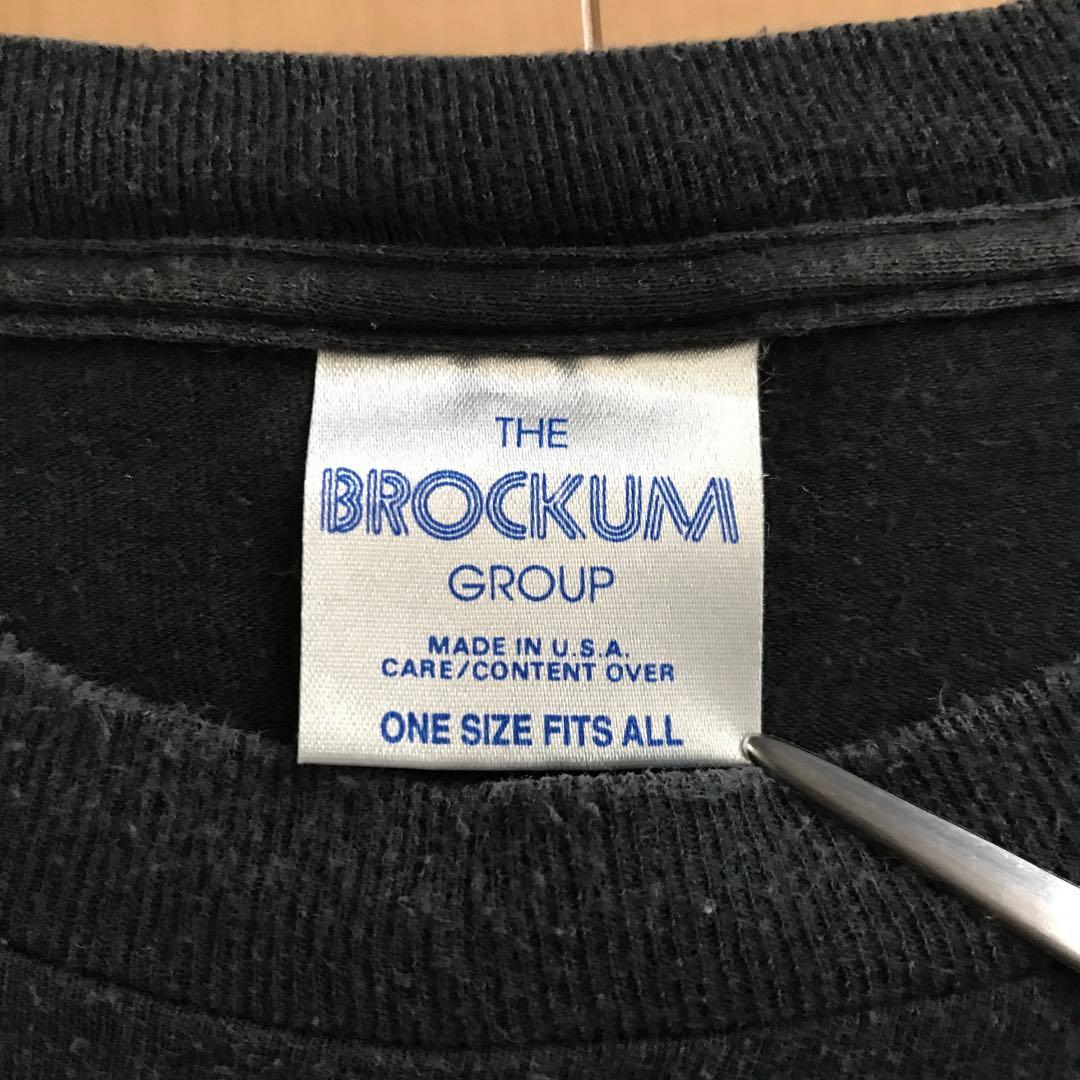 THE
BROCKUM
GROUP
MADE IN U.S.A.
CARE/CONTENT OVER
ONE SIZE FITS ALL